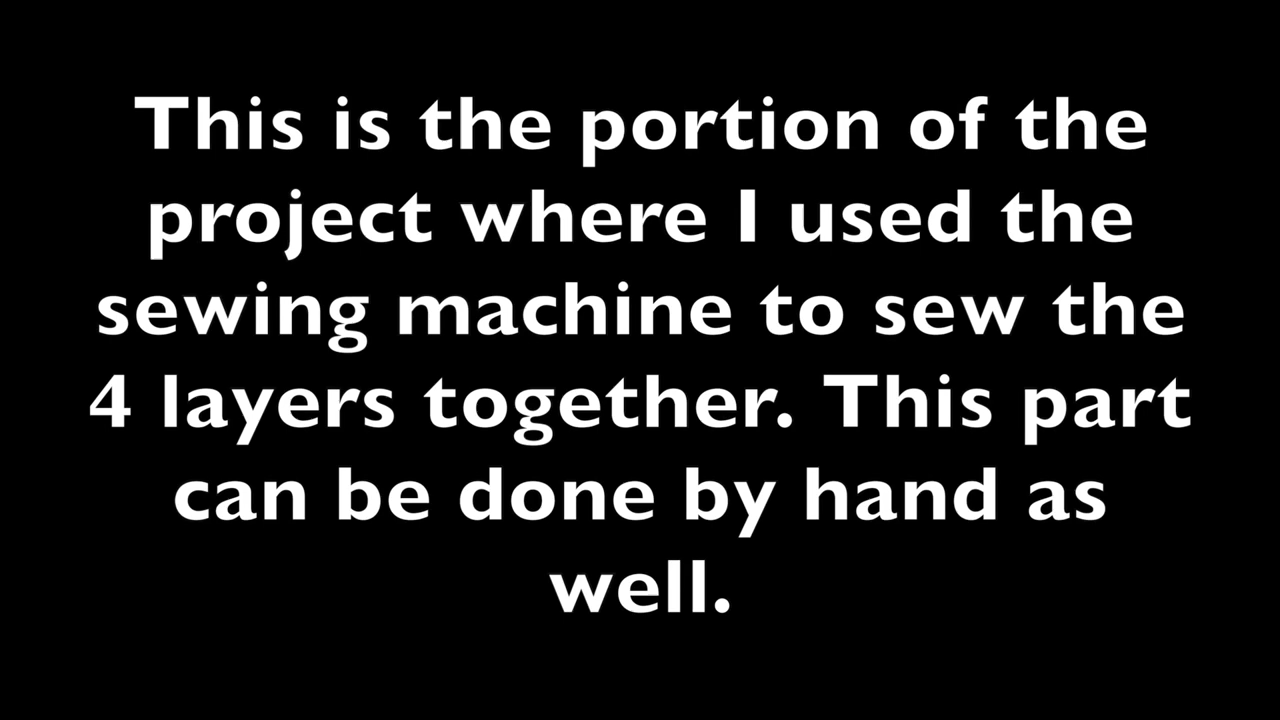 This is the portion of the
project where I used the
sewing machine to sew the
4 layers together. This part
can be done by hand as
well.